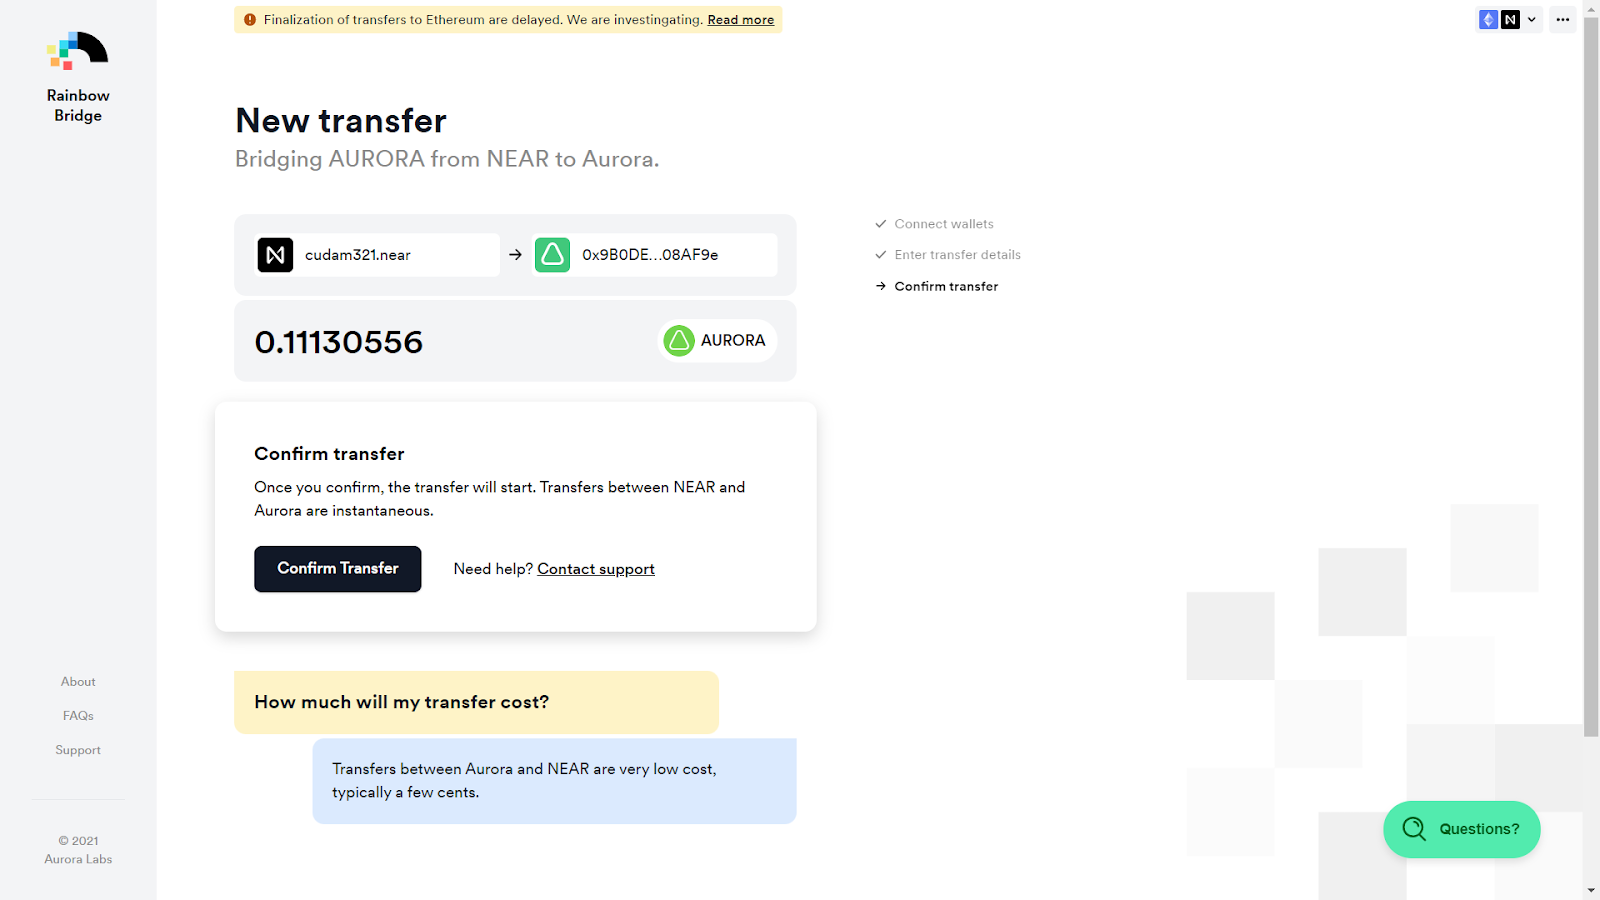 Finalization of transfers to Ethereum are delayed. We are investingating. Read more
Rainbow
Bridge
New transfer
Bridging AURORA from NEAR to Aurora.
cudam321.near
0x9B0DE...08AF9e
0.11130556
AURORA
Connect wallets
Enter transfer details
Confirm transfer
Confirm transfer
Once you confirm, the transfer will start. Transfers between NEAR and
Aurora are instantaneous.
Confirm Transfer
Need help? Contact support
How much will my transfer cost?
Transfers between Aurora and NEAR are very low cost,
typically a few cents.
About
FAQs
Support
© 2021
Aurora Labs
Questions?